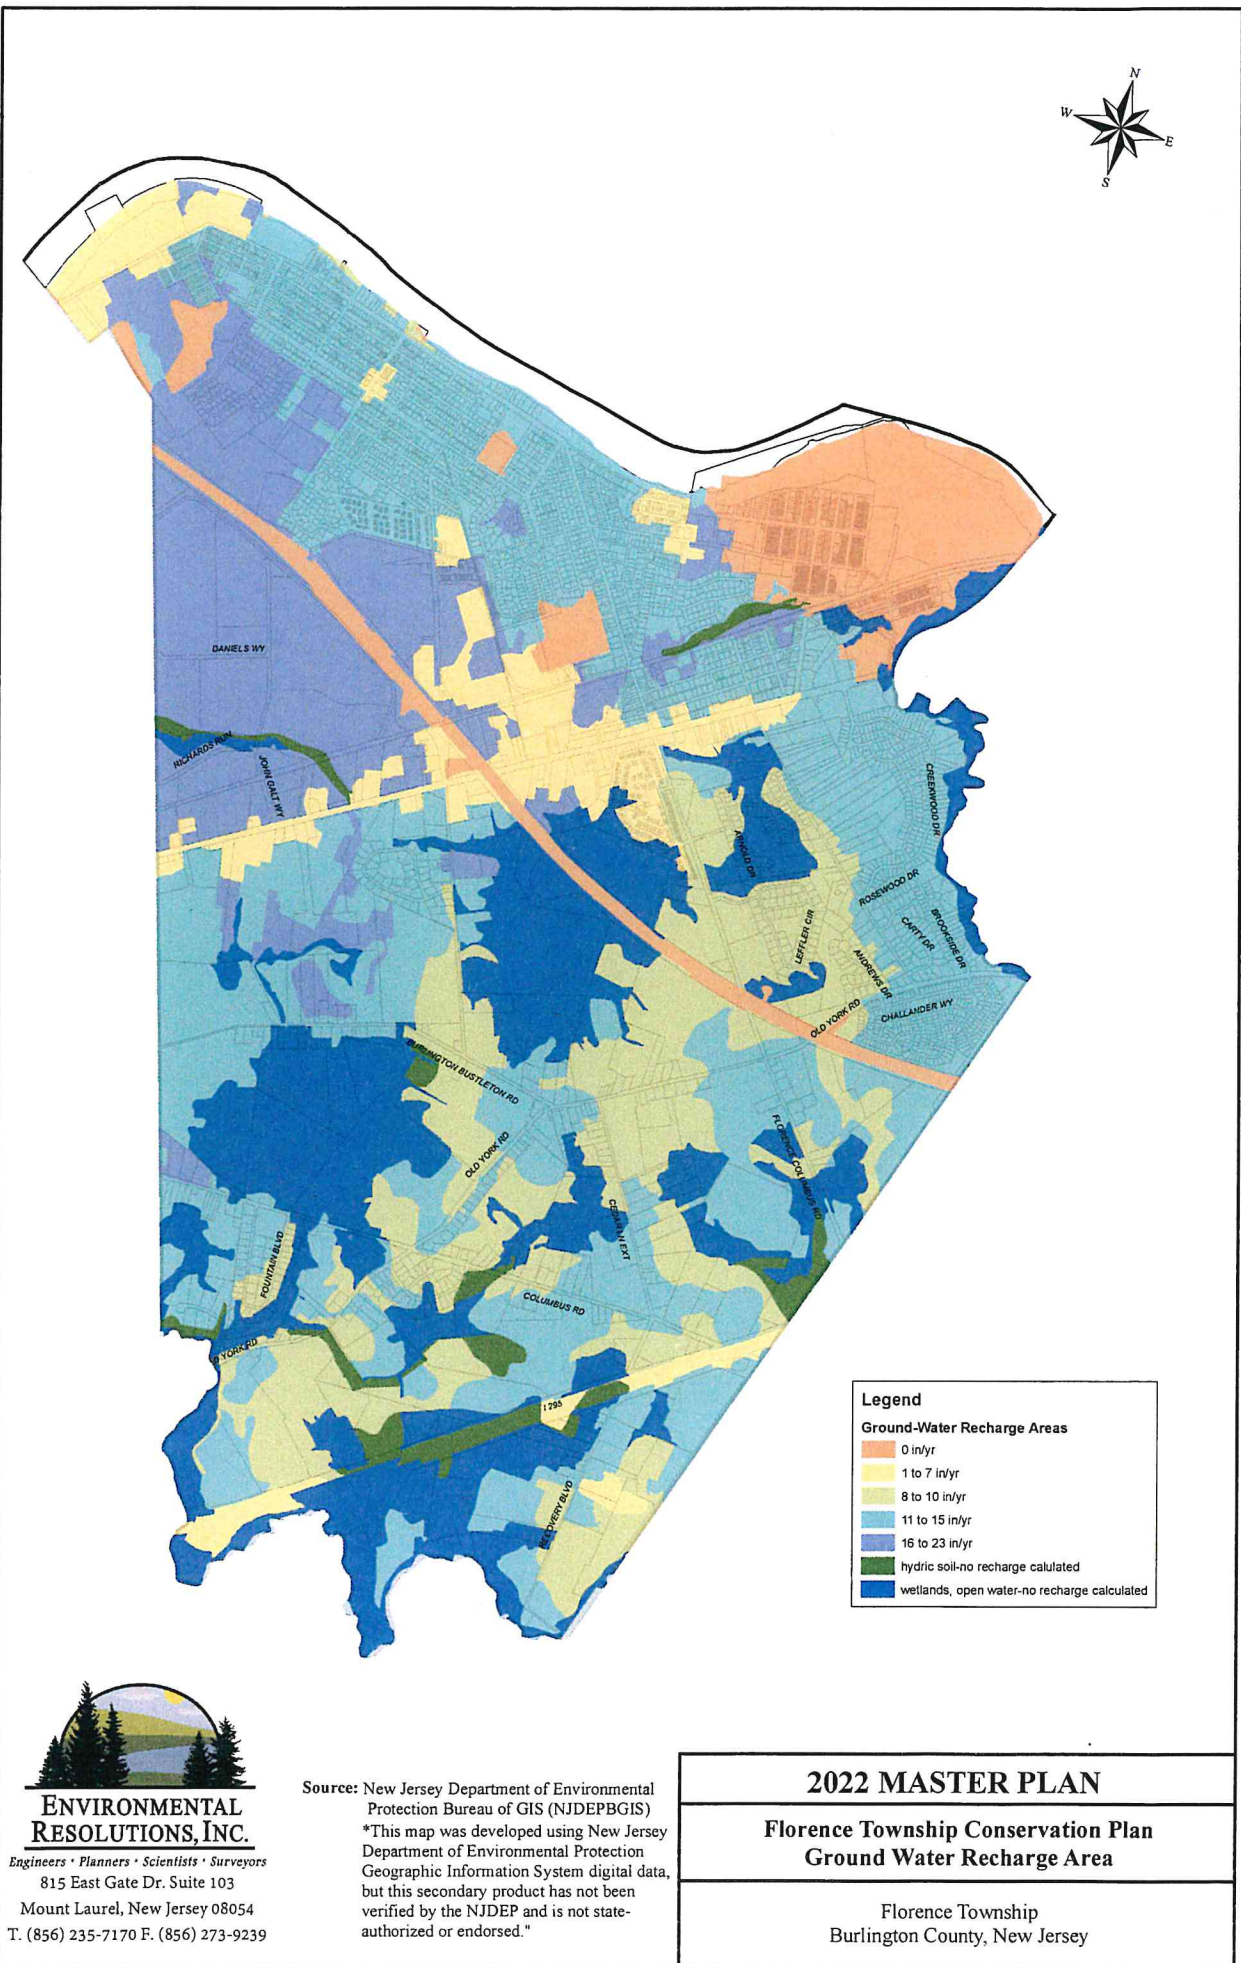 N
W
E
S
DANIELS WY
RICHARDS RUN
JOHN GALT WY
CREEKWOOD DR
ARNOLD DR
ROSEWOOD DR
LEFFLER CIR
CARTY DR
BROOKSIDE DR
ANDREWS DR
OLD YORK RD
CHALLANDER WY
BURLINGTON BUSTLETON RD
OLD YORK RD
FLORENCE COLUMBUS RD
CEDAR LN EXT
FOUNTAIN BLVD
COLUMBUS RD
D YORK RD
I 295
RECOVERY BLVD
Legend
Ground-Water Recharge Areas
0 in/yr
1 to 7 in/yr
8 to 10 in/yr
11 to 15 in/yr
16 to 23 in/yr
hydric soil-no recharge calulated
wetlands, open water-no recharge calculated
ENVIRONMENTAL
RESOLUTIONS, INC.
Engineers • Planners • Scientists • Surveyors
815 East Gate Dr. Suite 103
Mount Laurel, New Jersey 08054
T. (856) 235-7170 F. (856) 273-9239
Source: New Jersey Department of Environmental
Protection Bureau of GIS (NJDEPBGIS)
*This map was developed using New Jersey
Department of Environmental Protection
Geographic Information System digital data,
but this secondary product has not been
verified by the NJDEP and is not state-
authorized or endorsed."
2022 MASTER PLAN
Florence Township Conservation Plan
Ground Water Recharge Area
Florence Township
Burlington County, New Jersey